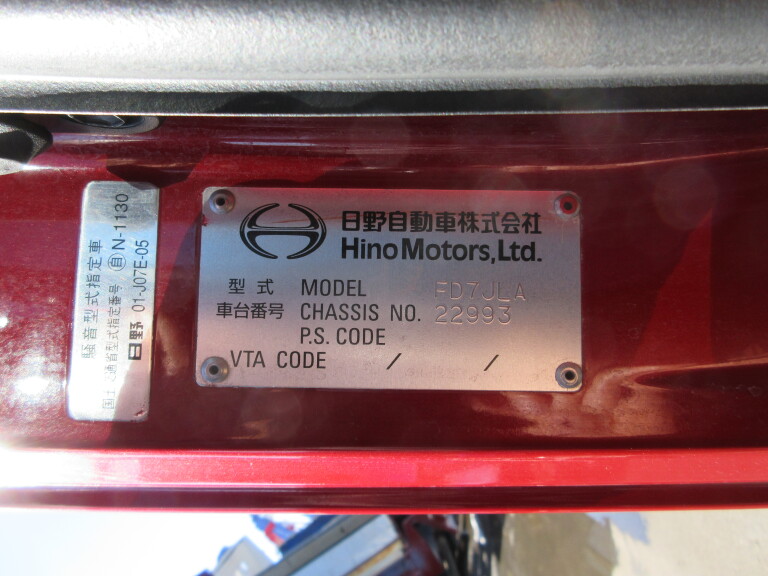 日野自動車株式会社
Hino Motors, Ltd.
型式 MODEL FD7JLA
車台番号 CHASSIS NO. 22993
P.S. CODE
VTA CODE / /
騒音型式指定車
国土交通省型式指定番号 自 N-1130
日野 01-J07E-05